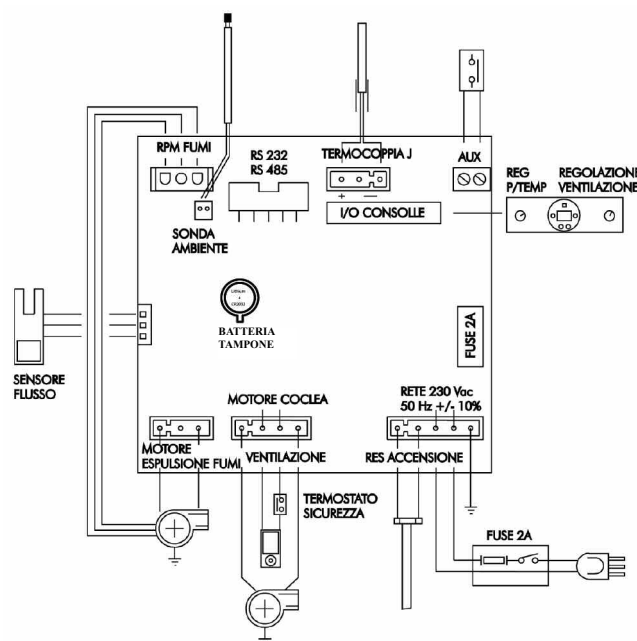 RPM FUMI
RS 232
RS 485
TERMOCOPPIA J
AUX
REG
P/TEMP
REGOLAZIONE
VENTILAZIONE
+
—
I/O CONSOLLE
SONDA
AMBIENTE
BATTERIA
TAMPONE
FUSE 2A
SENSORE
FLUSSO
MOTORE COCLEA
RETE 230 Vac
50 Hz +/- 10%
MOTORE
ESPULSIONE FUMI
VENTILAZIONE
RES ACCENSIONE
TERMOSTATO
SICUREZZA
FUSE 2A